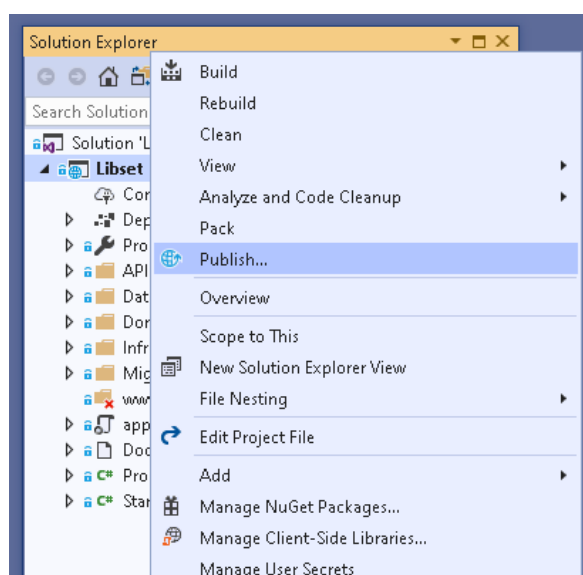 Solution Explorer
Search Solution
Solution 'L
Libset
Cor
Dep
Pro
API
Dat
Dor
Infr
Mig
www
app
Doc
C# Pro
C# Star
Build
Rebuild
Clean
View
Analyze and Code Cleanup
Pack
Publish...
Overview
Scope to This
New Solution Explorer View
File Nesting
Edit Project File
Add
Manage NuGet Packages...
Manage Client-Side Libraries...
Manage User Secrets